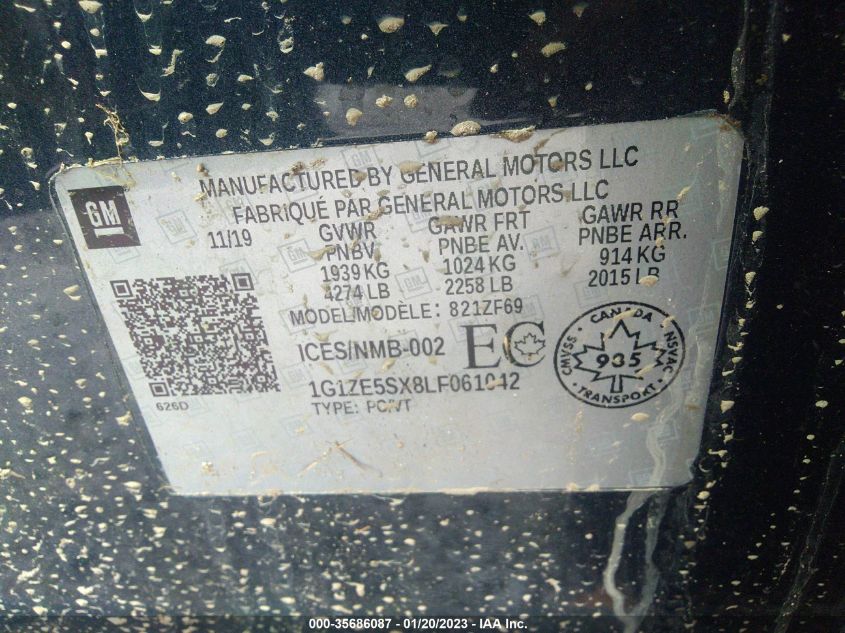 MANUFACTURED BY GENERAL MOTORS LLC
FABRIQUÉ PAR GENERAL MOTORS LLC
GM
11/19 GVWR GAWR FRT GAWR RR
PNBV PNBE AV. PNBE ARR.
1939 KG 1024 KG 914 KG
4274 LB 2258 LB 2015 LB
MODEL/MODÈLE: 821ZF69
ICES/NMB-002 EC
1G1ZE5SX8LF061042
TYPE:
626D
CANADA
CMVSS 935 NSVAC
TRANSPORT
000-35686087 - 01/20/2023 - IAA Inc.